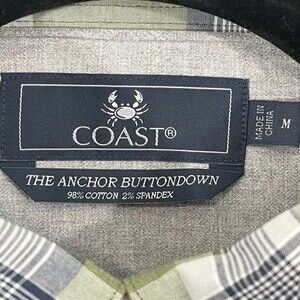 COAST®
THE ANCHOR BUTTONDOWN
98% COTTON 2% SPANDEX
MADE IN
CHINA
M